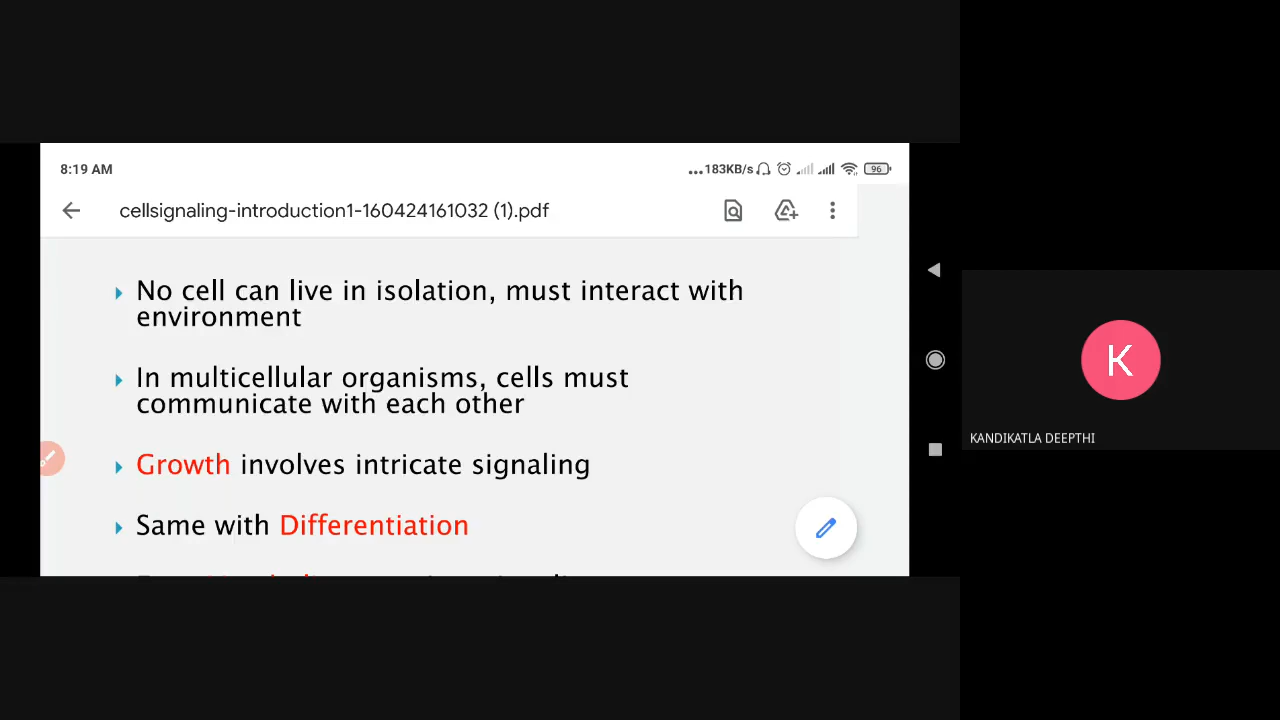 8:19 AM
...183KB/s
96
cellsignaling-introduction1-160424161032 (1).pdf
No cell can live in isolation, must interact with
environment
In multicellular organisms, cells must
communicate with each other
Growth involves intricate signaling
Same with Differentiation
K
KANDIKATLA DEEPTHI